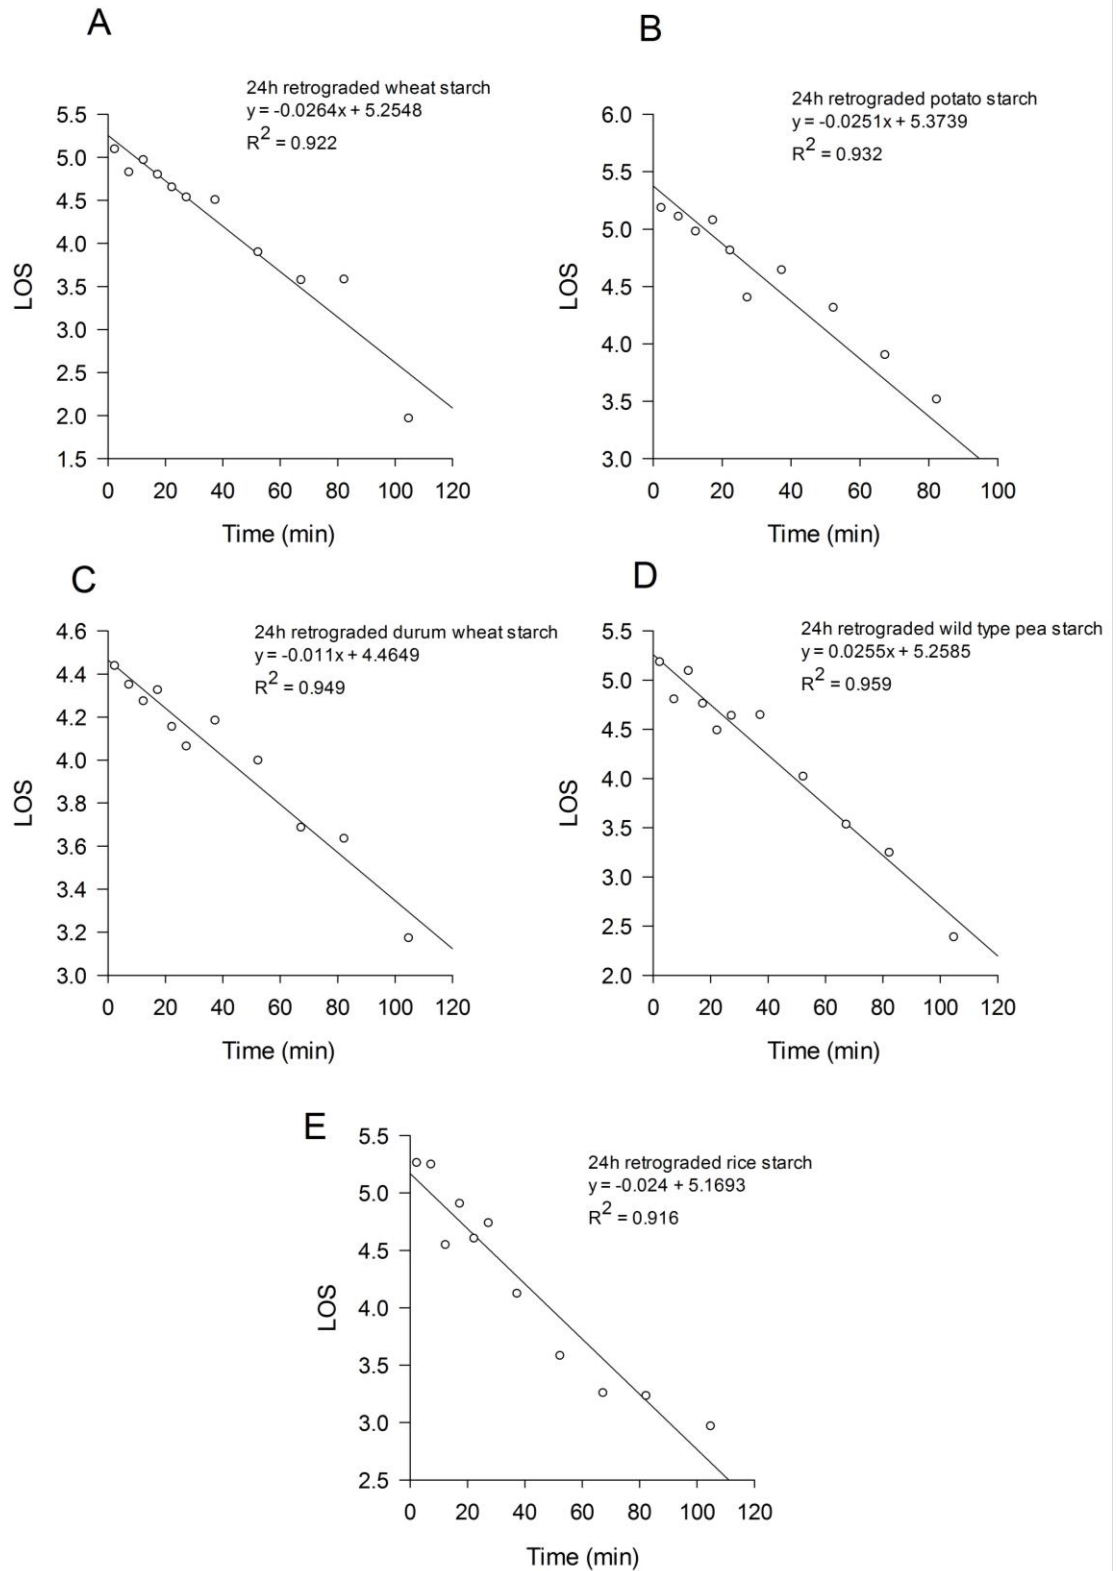 A
24h retrograded wheat starch
y = -0.0264x + 5.2548
R2 = 0.922
5.5
5.0
4.5
4.0
3.5
3.0
2.5
2.0
1.5
LOS
0 20 40 60 80 100 120
Time (min)
B
24h retrograded potato starch
y = -0.0251x + 5.3739
R2 = 0.932
6.0
5.5
5.0
4.5
4.0
3.5
3.0
LOS
0 20 40 60 80 100
Time (min)
C
24h retrograded durum wheat starch
y = -0.011x + 4.4649
R2 = 0.949
4.6
4.4
4.2
4.0
3.8
3.6
3.4
3.2
3.0
LOS
0 20 40 60 80 100 120
Time (min)
D
24h retrograded wild type pea starch
y = 0.0255x + 5.2585
R2 = 0.959
5.5
5.0
4.5
4.0
3.5
3.0
2.5
2.0
LOS
0 20 40 60 80 100 120
Time (min)
E
24h retrograded rice starch
y = -0.024 + 5.1693
R2 = 0.916
5.5
5.0
4.5
4.0
3.5
3.0
2.5
LOS
0 20 40 60 80 100 120
Time (min)